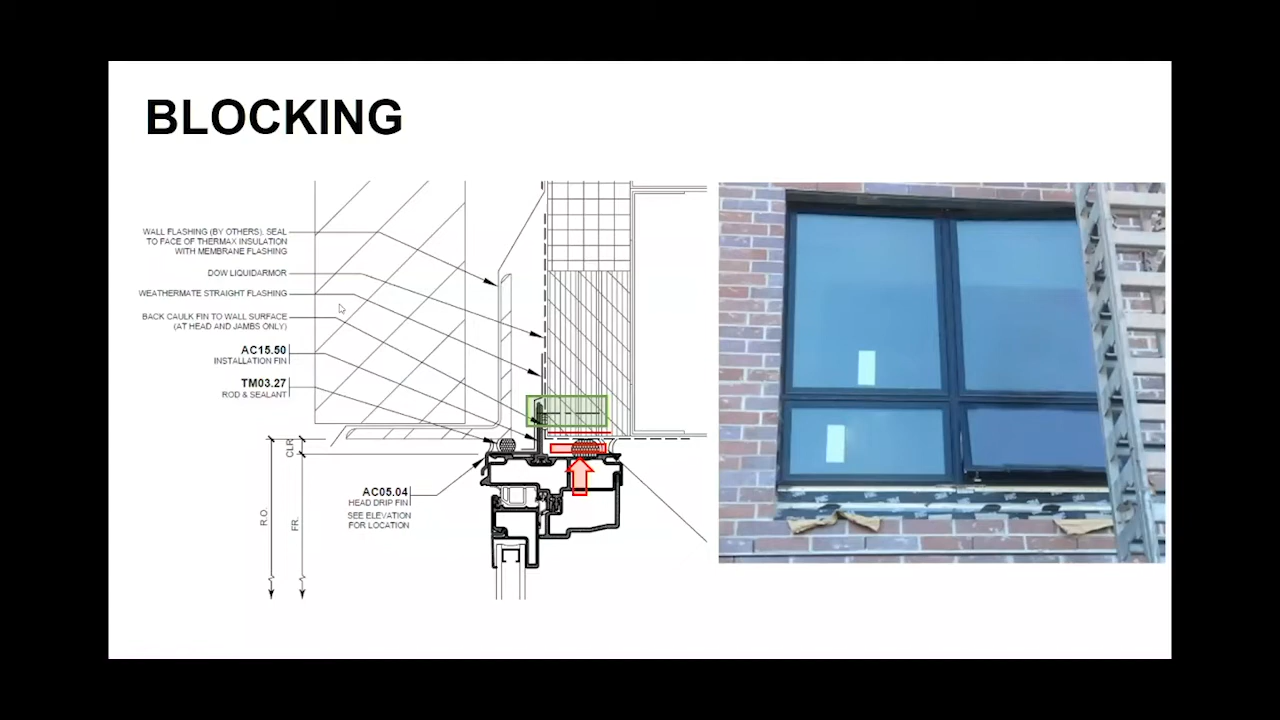 BLOCKING
WALL FLASHING (BY OTHERS). SEAL
TO FACE OF THERMAX INSULATION
WITH MEMBRANE FLASHING
DOW LIQUIDARMOR
WEATHERMATE STRAIGHT FLASHING
BACK CAULK FIN TO WALL SURFACE
(AT HEAD AND JAMBS ONLY)
AC15.50
INSTALLATION FIN
TM03.27
ROD & SEALANT
CLR.
AC05.04
HEAD DRIP FIN
SEE ELEVATION
FOR LOCATION
R.O.
FR.